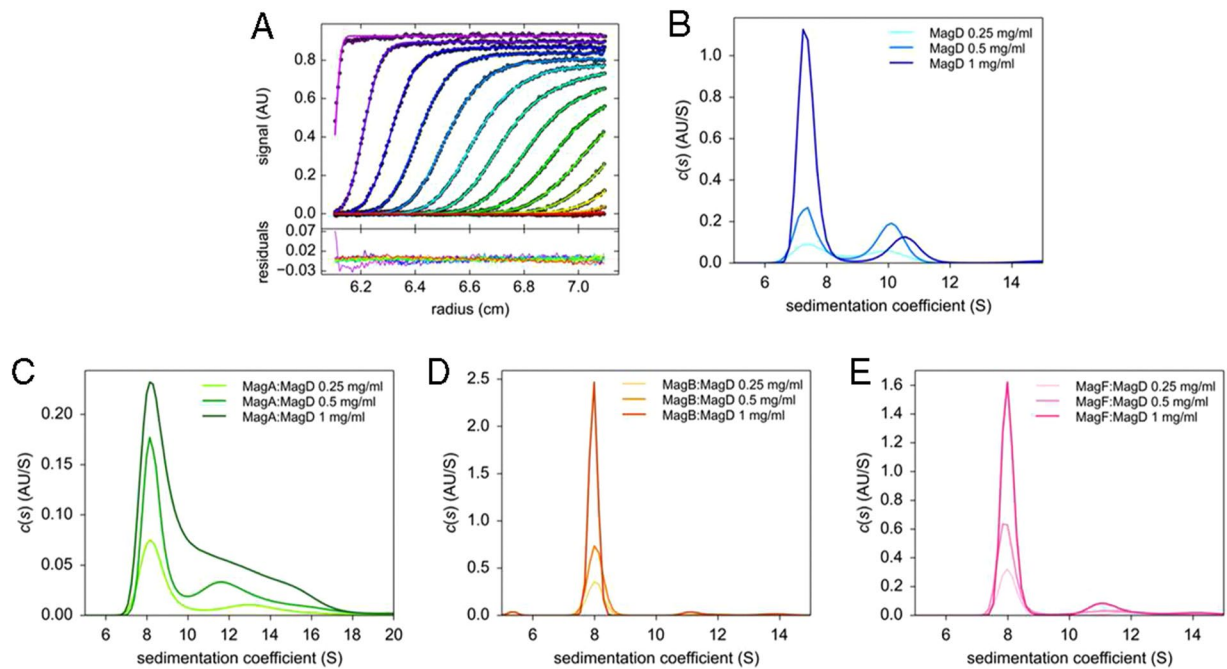 A
signal (AU)
0.8
0.6
0.4
0.2
0.0
residuals
0.07
0.02
−0.03
6.2 6.4 6.6 6.8 7.0
radius (cm)
B
MagD 0.25 mg/ml
MagD 0.5 mg/ml
MagD 1 mg/ml
c(s) (AU/S)
1.0
0.8
0.6
0.4
0.2
0.0
6 8 10 12 14
sedimentation coefficient (S)
C
MagA:MagD 0.25 mg/ml
MagA:MagD 0.5 mg/ml
MagA:MagD 1 mg/ml
c(s) (AU/S)
0.20
0.15
0.10
0.05
0.00
6 8 10 12 14 16 18 20
sedimentation coefficient (S)
D
MagB:MagD 0.25 mg/ml
MagB:MagD 0.5 mg/ml
MagB:MagD 1 mg/ml
c(s) (AU/S)
2.5
2.0
1.5
1.0
0.5
0.0
6 8 10 12 14
sedimentation coefficient (S)
E
MagF:MagD 0.25 mg/ml
MagF:MagD 0.5 mg/ml
MagF:MagD 1 mg/ml
c(s) (AU/S)
1.6
1.4
1.2
1.0
0.8
0.6
0.4
0.2
0.0
6 8 10 12 14
sedimentation coefficient (S)